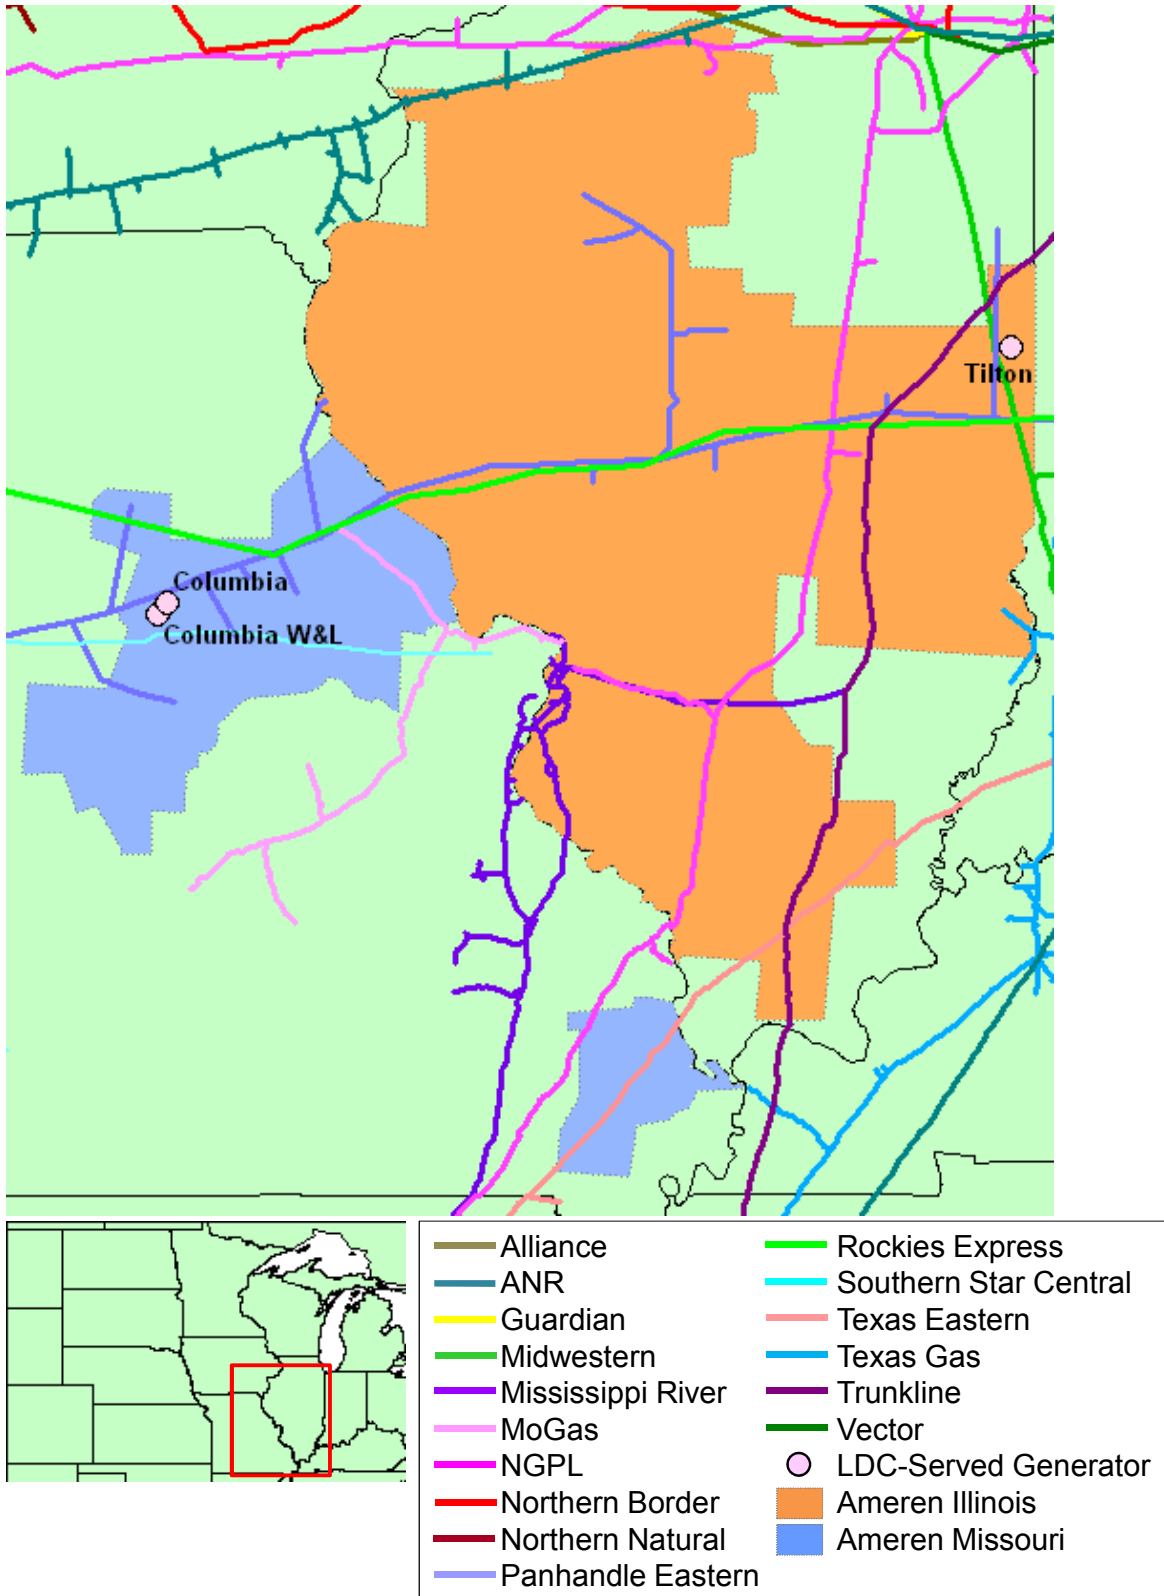 Tilton
Columbia
Columbia W&L
Alliance
ANR
Guardian
Midwestern
Mississippi River
MoGas
NGPL
Northern Border
Northern Natural
Panhandle Eastern
Rockies Express
Southern Star Central
Texas Eastern
Texas Gas
Trunkline
Vector
LDC-Served Generator
Ameren Illinois
Ameren Missouri